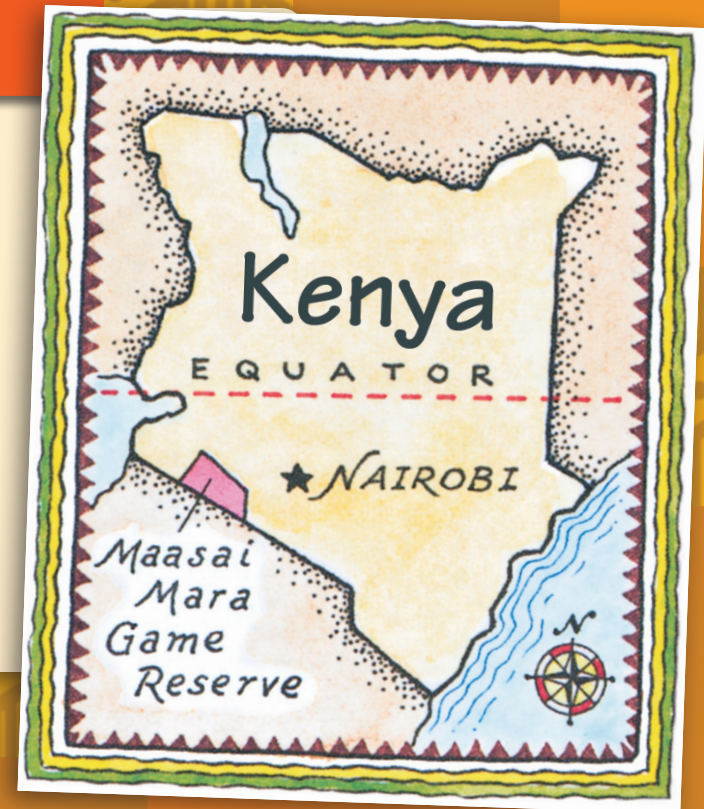 Kenya
EQUATOR
NAIROBI
Maasai
Mara
Game
Reserve
N